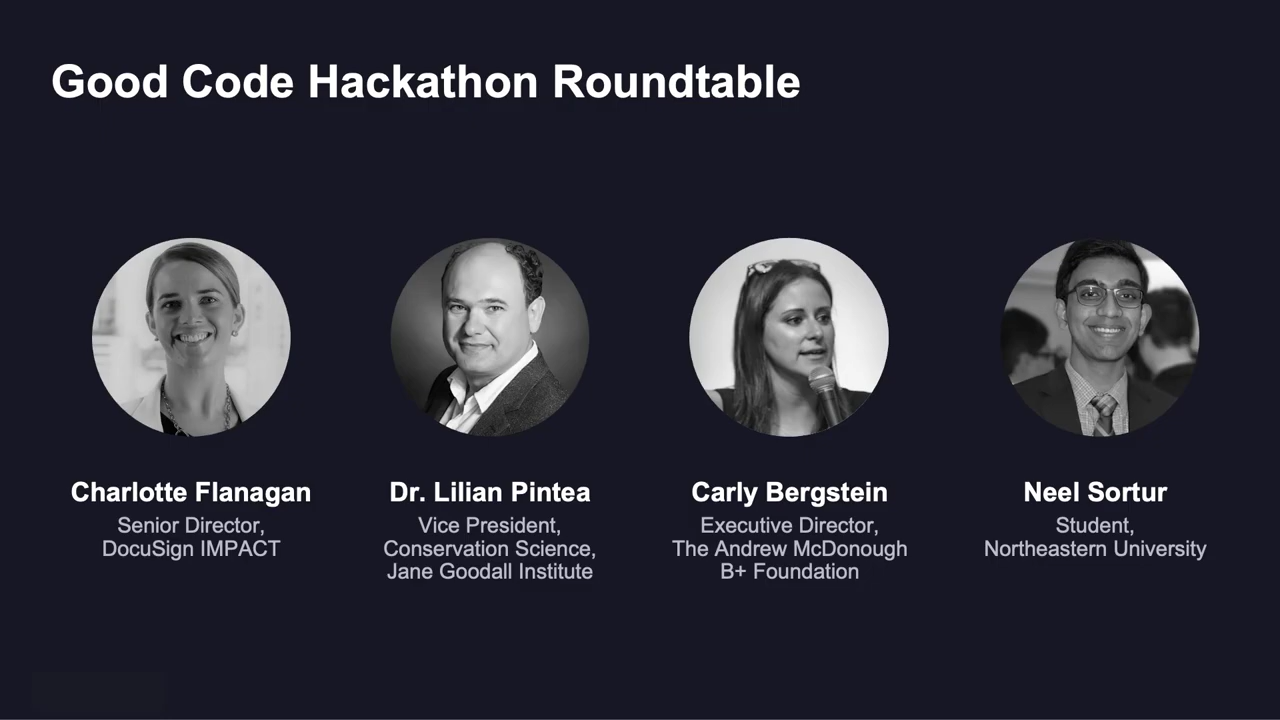 Good Code Hackathon Roundtable
Charlotte Flanagan
Senior Director,
DocuSign IMPACT
Dr. Lilian Pintea
Vice President,
Conservation Science,
Jane Goodall Institute
Carly Bergstein
Executive Director,
The Andrew McDonough
B+ Foundation
Neel Sortur
Student,
Northeastern University